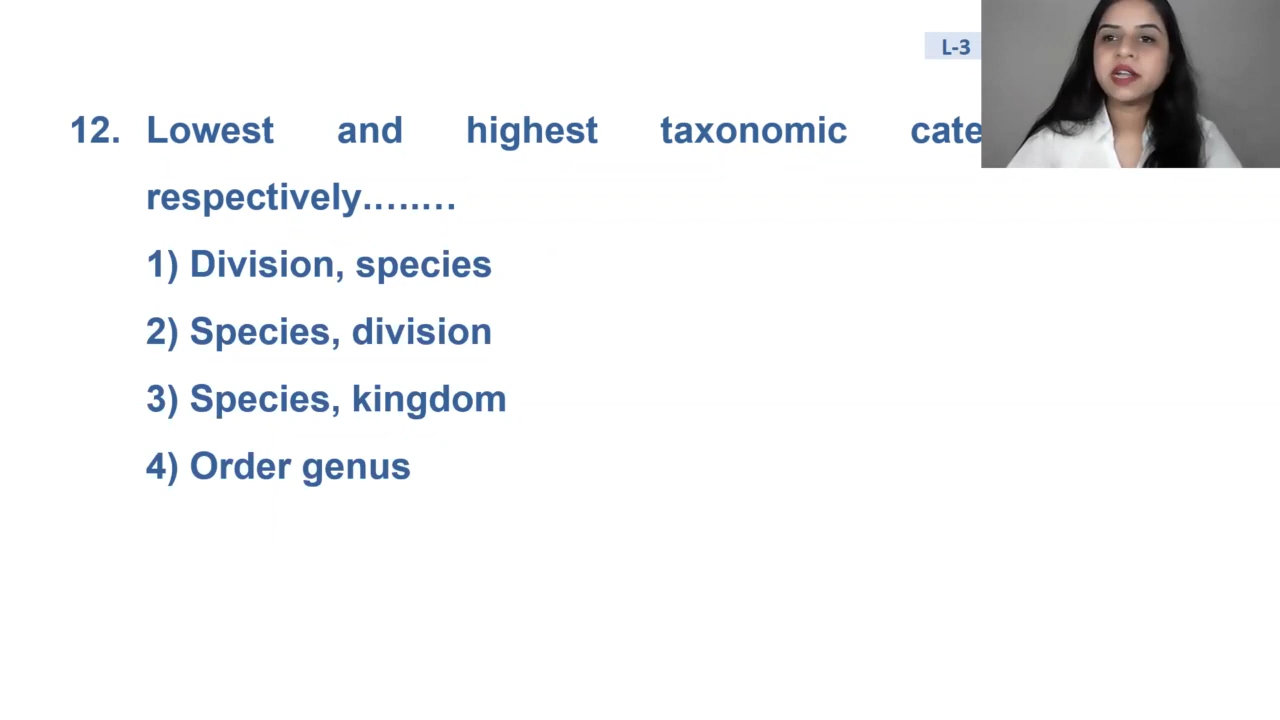 L-3
12. Lowest and highest taxonomic cate
respectively........
1) Division, species
2) Species, division
3) Species, kingdom
4) Order genus